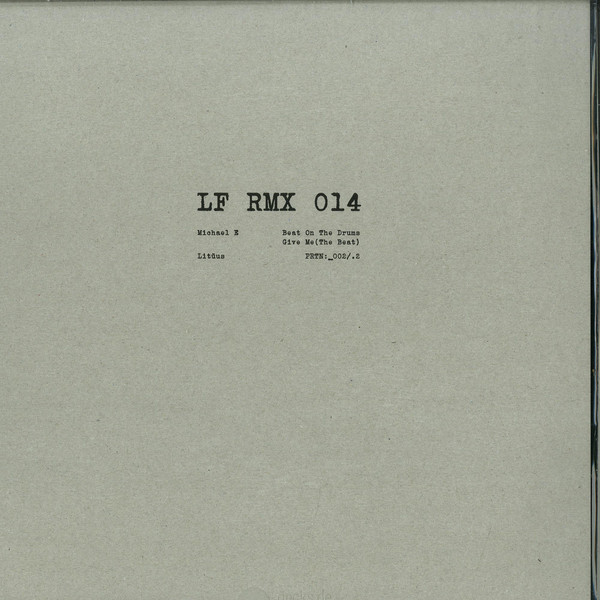 LF RMX 014
Michael E Beat On The Drums
Give Me(The Beat)
Litüus PRTN:_002/.2